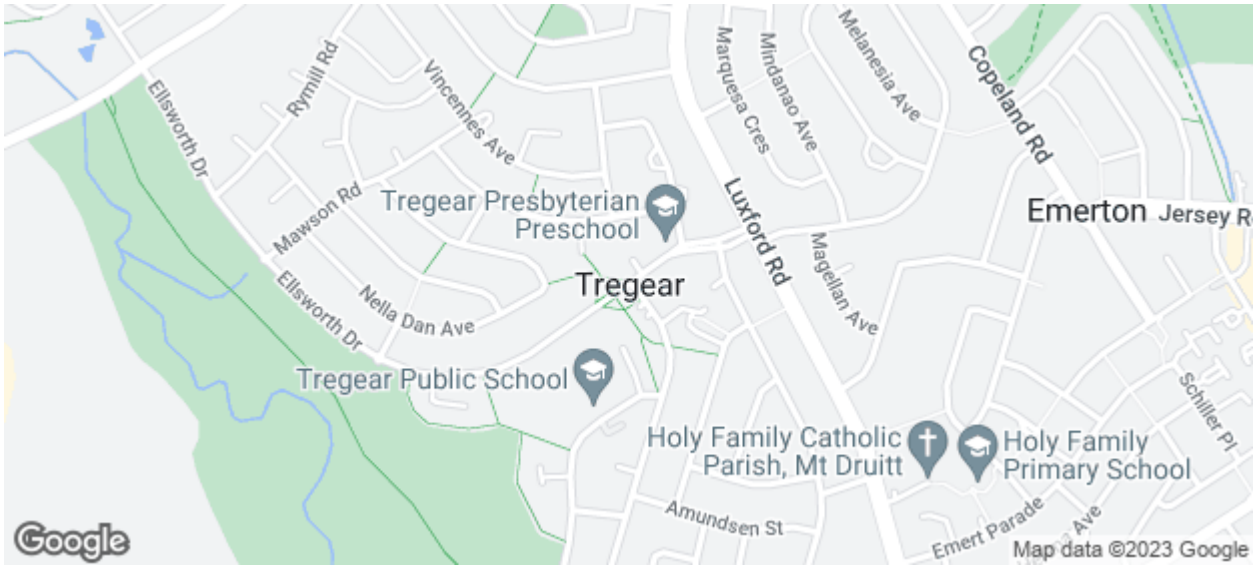 Ellsworth Dr
Rymill Rd
Vincennes Ave
Marquesa Cres
Mindanao Ave
Melanesia Ave
Copeland Rd
Mawson Rd
Tregear Presbyterian
Preschool
Luxford Rd
Emerton
Jersey R
Magellan Ave
Tregear
Ellsworth Dr
Nella Dan Ave
Tregear Public School
Schiller Pl
Holy Family Catholic
Parish, Mt Druitt
Holy Family
Primary School
Amundsen St
Emert Parade
Ave
Google
Map data ©2023 Google